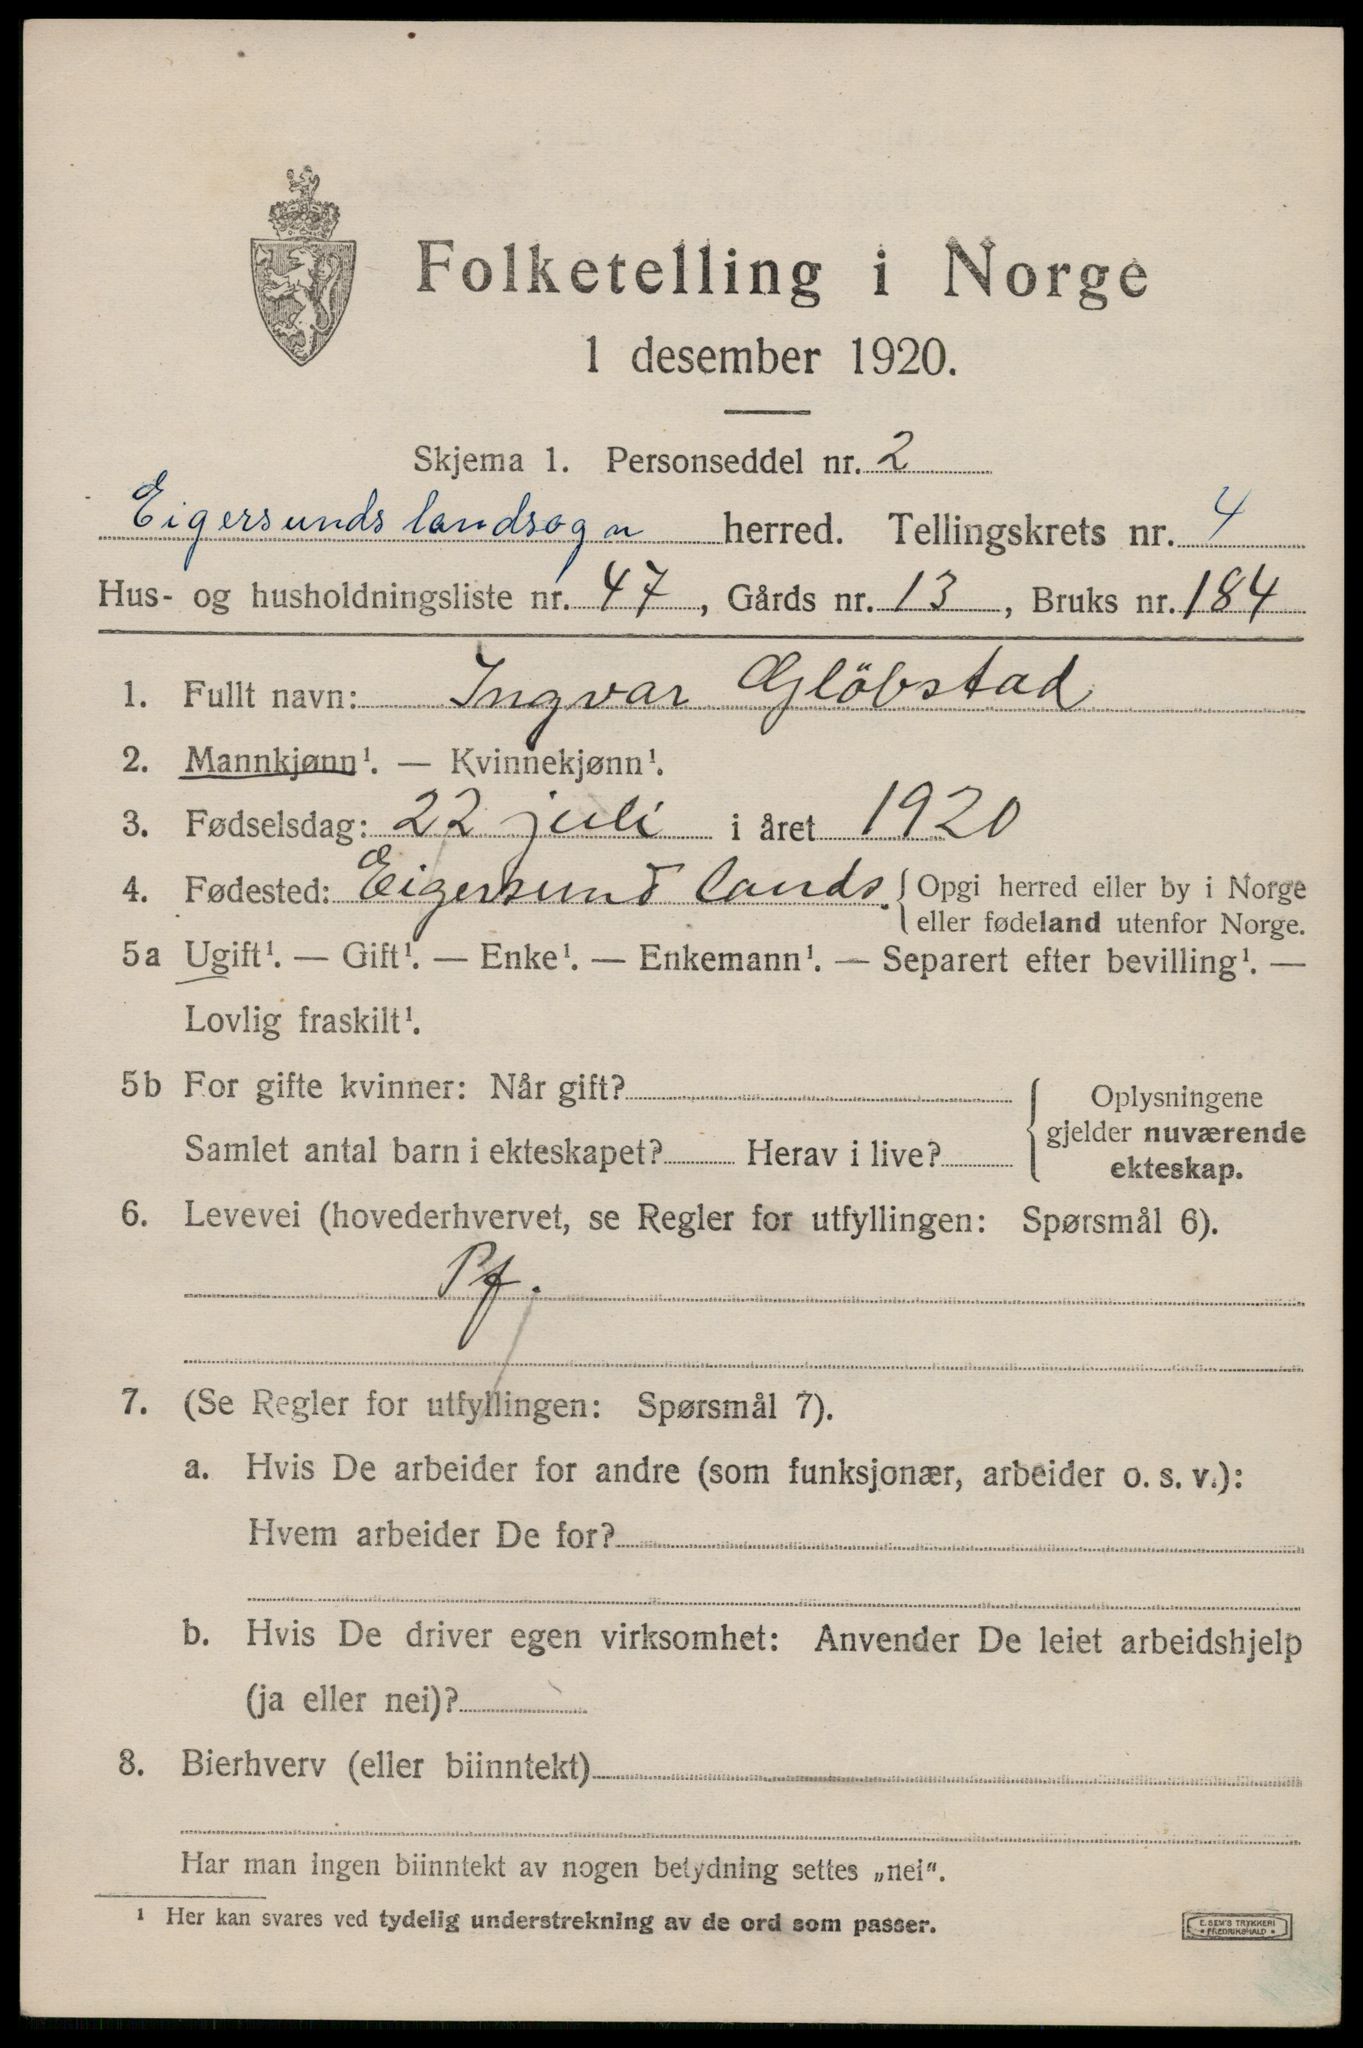 Folketelling i Norge
1 desember 1920.
Skjema 1. Personseddel nr. 2
Eigersunds landsogn herred. Tellingskrets nr. 4
Hus- og husholdningsliste nr. 47, Gårds nr. 13, Bruks nr. 184
1. Fullt navn: Ingvar Gløbstad
2. Mannkjønn¹. — Kvinnekjønn¹.
3. Fødselsdag: 22 juli i året 1920
4. Fødested: Eigersund lands. {Opgi herred eller by i Norge
eller fødeland utenfor Norge.
5a Ugift¹. — Gift¹. — Enke¹. — Enkemann¹. — Separert efter bevilling¹. —
Lovlig fraskilt¹.
5b For gifte kvinner: Når gift?
Samlet antal barn i ekteskapet? Herav i live?
Oplysningene
gjelder nuværende
ekteskap.
6. Levevei (hovederhvervet, se Regler for utfyllingen: Spørsmål 6).
Pf.
7. (Se Regler for utfyllingen: Spørsmål 7).
a. Hvis De arbeider for andre (som funksjonær, arbeider o. s. v.):
Hvem arbeider De for?
b. Hvis De driver egen virksomhet: Anvender De leiet arbeidshjelp
(ja eller nei)?
8. Bierhverv (eller biinntekt)
Har man ingen biinntekt av nogen betydning settes „nei“.
¹ Her kan svares ved tydelig understrekning av de ord som passer.
E. SEM'S TRYKKERI
• FREDRIKSHALD •